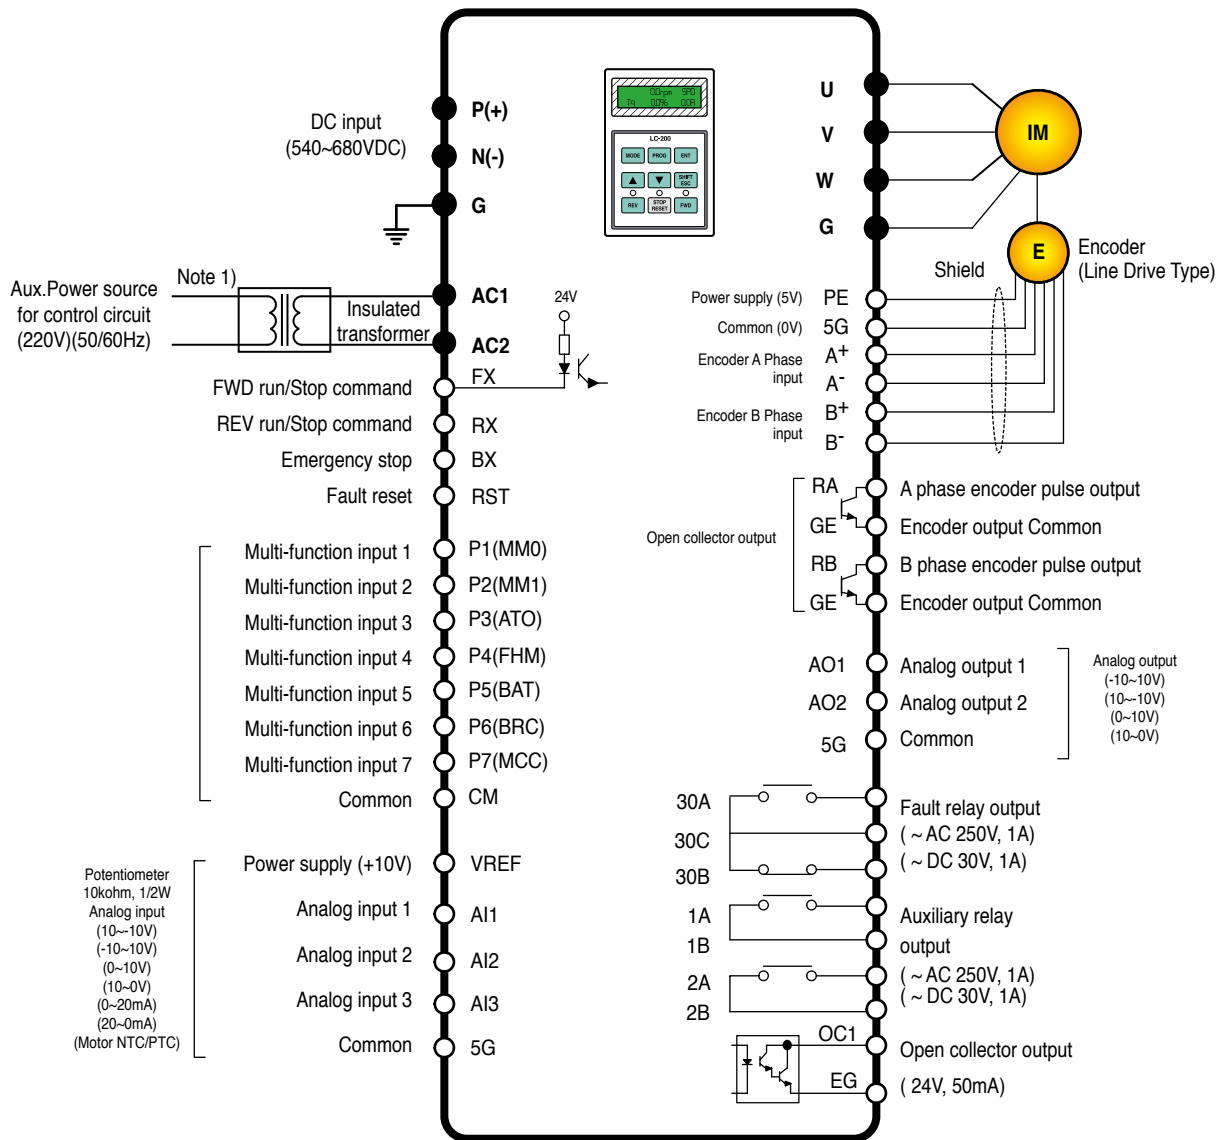 0.0rpm SPD
Tq 0.0% 0.0A
LC-200
MODE PROG ENT
SHIFT
ESC
REV
STOP
RESET
FWD
DC input
(540~680VDC)
P(+)
N(-)
G
Aux.Power source
for control circuit
(220V)(50/60Hz)
Note 1)
Insulated
transformer
AC1
AC2
24V
FWD run/Stop command FX
REV run/Stop command RX
Emergency stop BX
Fault reset RST
Multi-function input 1 P1(MM0)
Multi-function input 2 P2(MM1)
Multi-function input 3 P3(ATO)
Multi-function input 4 P4(FHM)
Multi-function input 5 P5(BAT)
Multi-function input 6 P6(BRC)
Multi-function input 7 P7(MCC)
Common CM
Potentiometer
10kohm, 1/2W
Analog input
(10~-10V)
(-10~10V)
(0~10V)
(10~0V)
(0~20mA)
(20~0mA)
(Motor NTC/PTC)
Power supply (+10V) VREF
Analog input 1 AI1
Analog input 2 AI2
Analog input 3 AI3
Common 5G
U
V
W
G
IM
E
Encoder
(Line Drive Type)
Shield
Power supply (5V) PE
Common (0V) 5G
Encoder A Phase
input
A+
A-
Encoder B Phase
input
B+
B-
Open collector output
RA A phase encoder pulse output
GE Encoder output Common
RB B phase encoder pulse output
GE Encoder output Common
AO1 Analog output 1
AO2 Analog output 2
5G Common
Analog output
(-10~10V)
(10~-10V)
(0~10V)
(10~0V)
30A
30C
30B
Fault relay output
( ~ AC 250V, 1A)
( ~ DC 30V, 1A)
1A
1B
2A
2B
Auxiliary relay
output
( ~ AC 250V, 1A)
( ~ DC 30V, 1A)
OC1
EG
Open collector output
( 24V, 50mA)